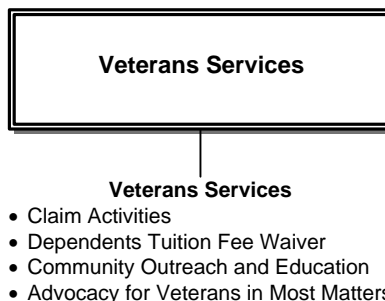 Veterans Services
Veterans Services
• Claim Activities
• Dependents Tuition Fee Waiver
• Community Outreach and Education
• Advocacy for Veterans in Most Matters